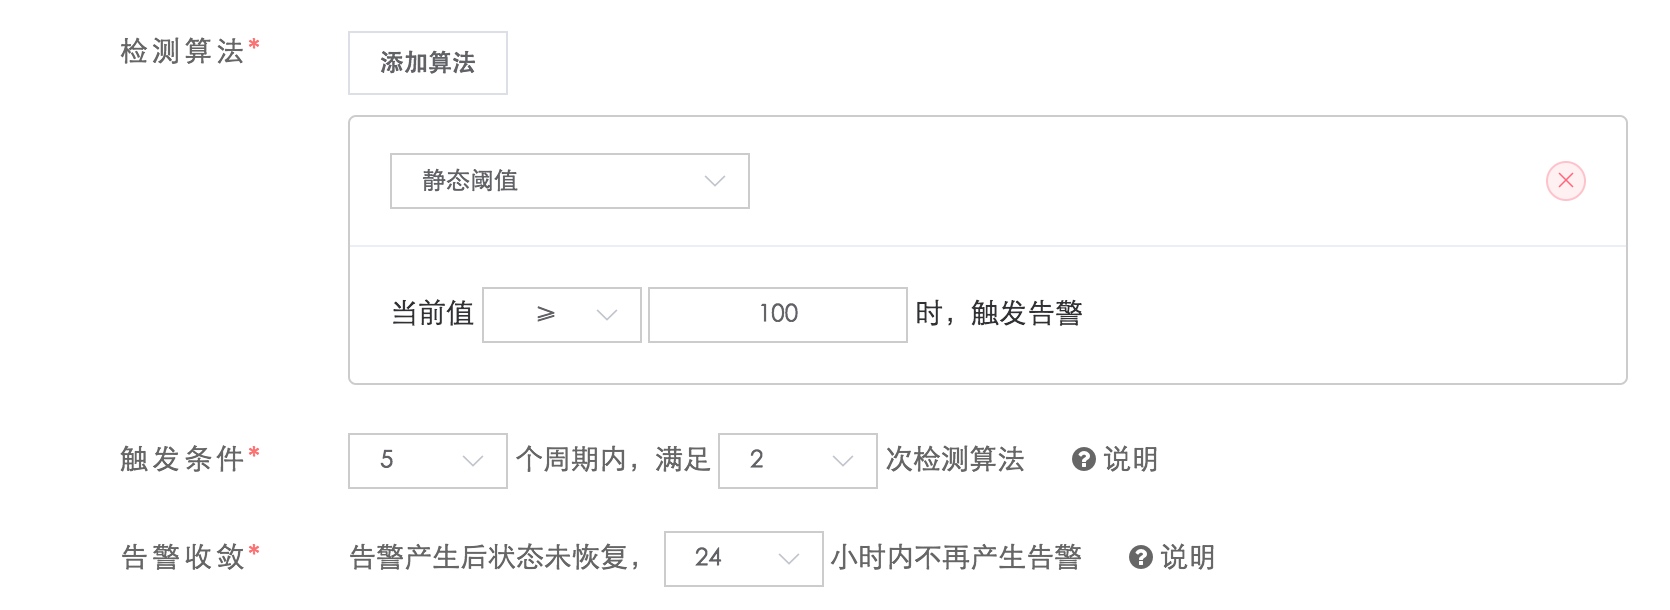 检测算法* 添加算法
静态阈值
当前值 ≥ 100 时，触发告警
触发条件* 5 个周期内，满足 2 次检测算法 ? 说明
告警收敛* 告警产生后状态未恢复， 24 小时内不再产生告警 ? 说明